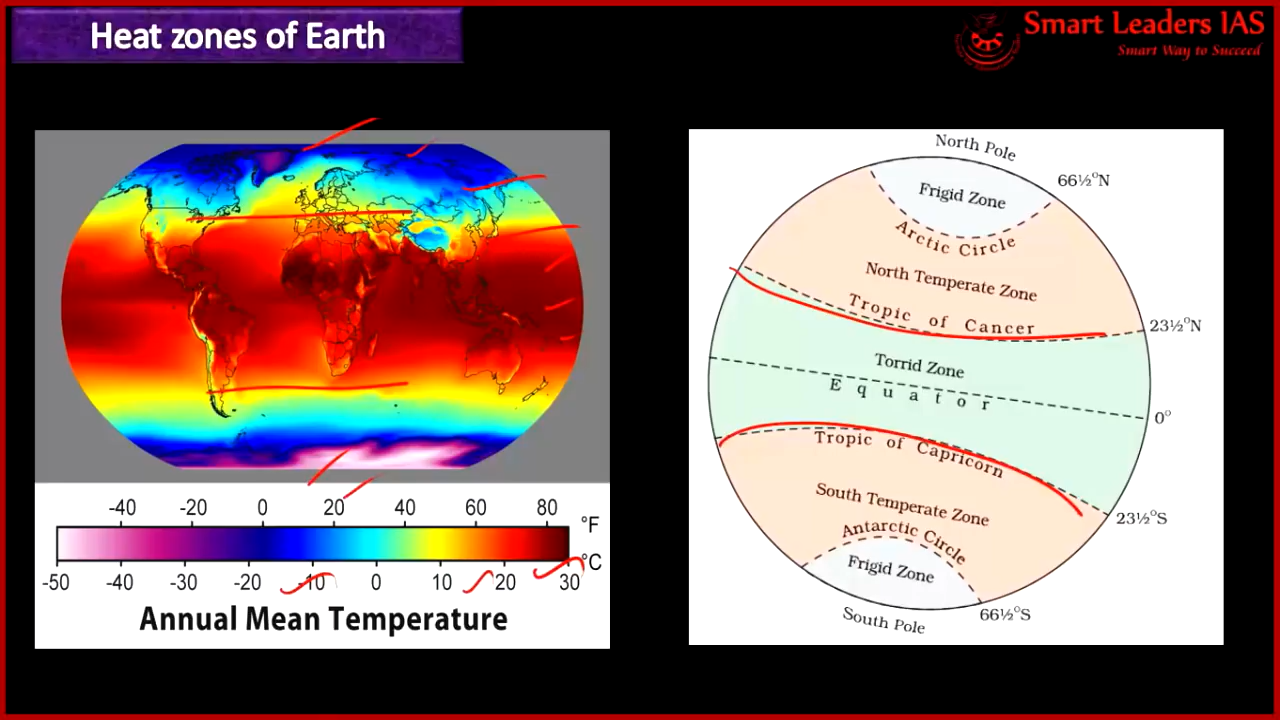 Heat zones of Earth
Smart Leaders IAS
Smart Way to Succeed
-40 -20 0 20 40 60 80
°F
°C
-50 -40 -30 -20 -10 0 10 20 30
Annual Mean Temperature
North Pole
66½°N
Frigid Zone
Arctic Circle
North Temperate Zone
Tropic of Cancer
23½°N
Torrid Zone
Equator
0°
Tropic of Capricorn
South Temperate Zone
23½°S
Antarctic Circle
Frigid Zone
66½°S
South Pole